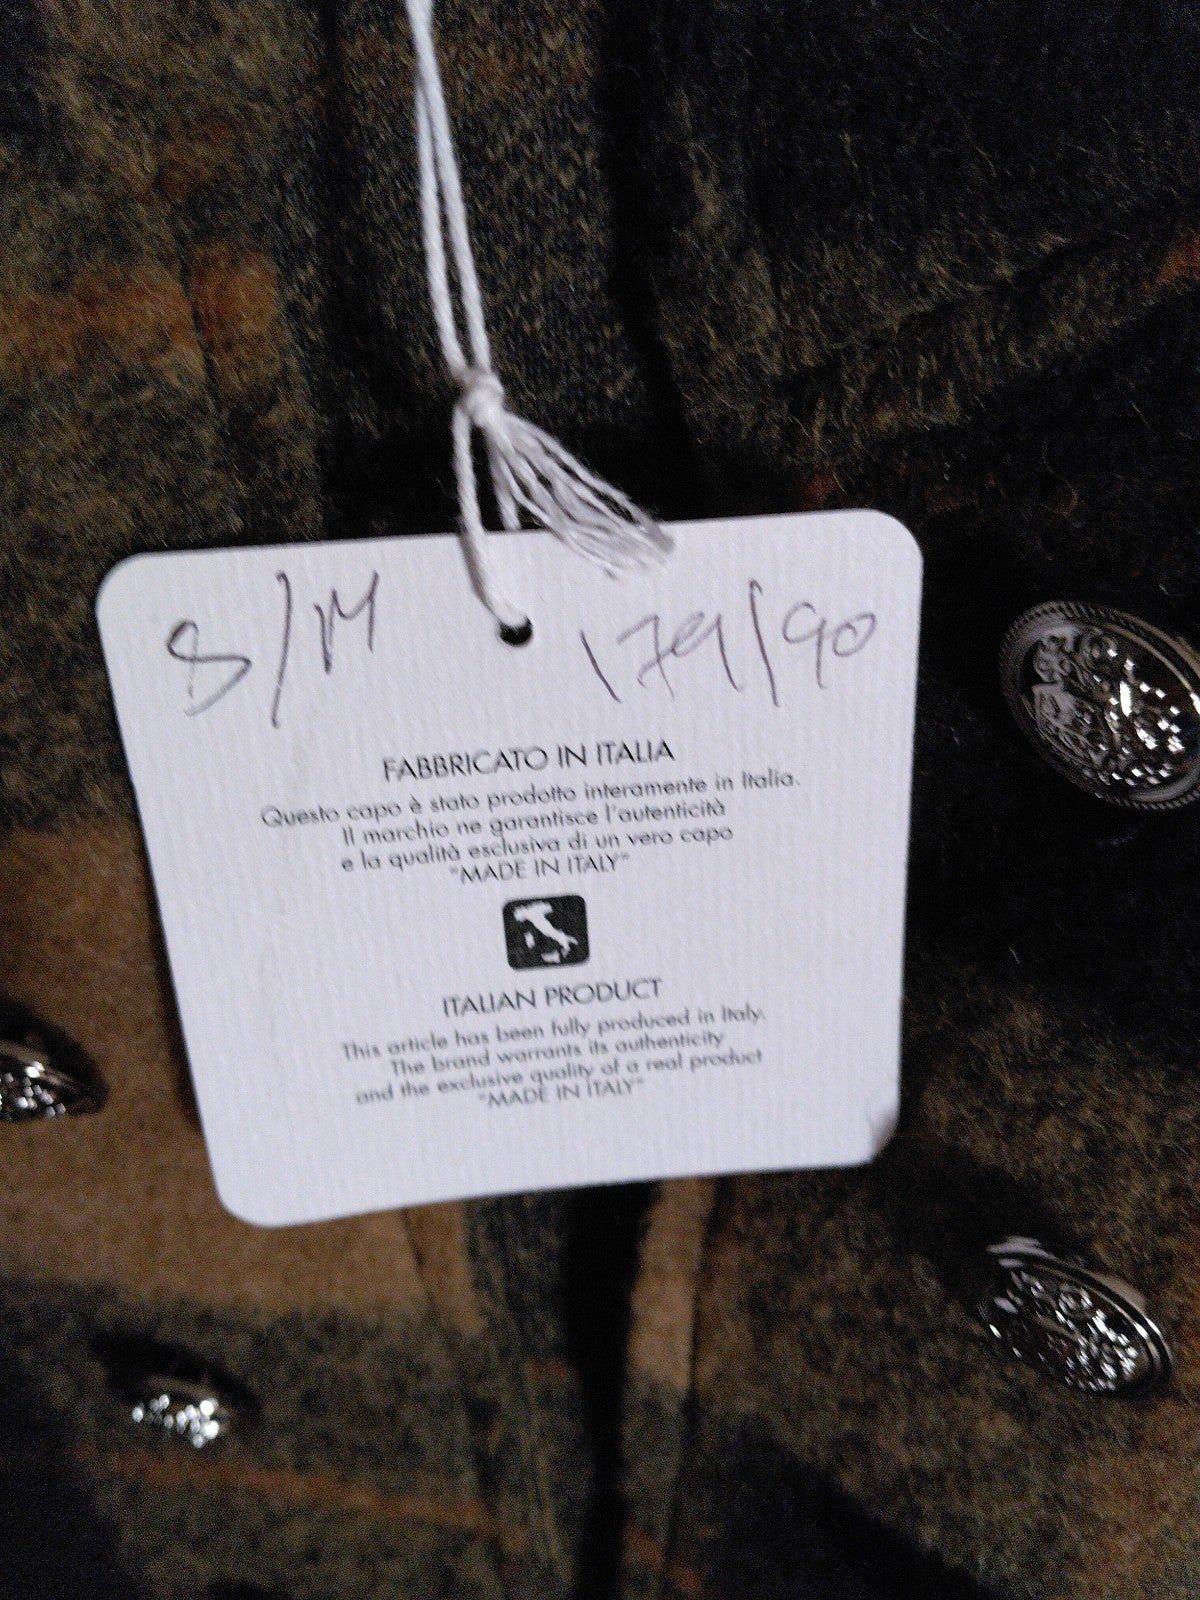 S/M 179/90
FABBRICATO IN ITALIA
Questo capo è stato prodotto interamente in Italia.
Il marchio ne garantisce l'autenticità
e la qualità esclusiva di un vero capo
"MADE IN ITALY"
ITALIAN PRODUCT
This article has been fully produced in Italy.
The brand warrants its authenticity
and the exclusive quality of a real product
"MADE IN ITALY"